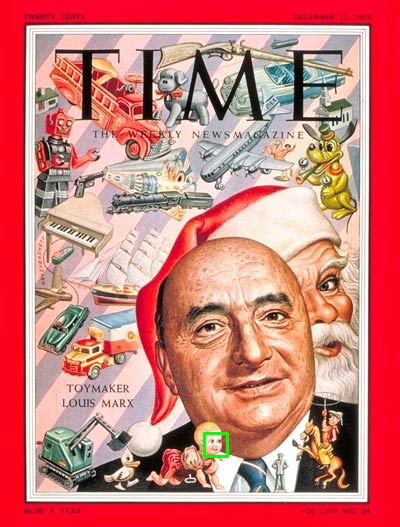 TWENTY CENTS
DECEMBER 12, 1955
TIME
THE WEEKLY NEWSMAGAZINE
TOYMAKER
LOUIS MARX
$6.00 A YEAR
VOL. LXVI NO. 24